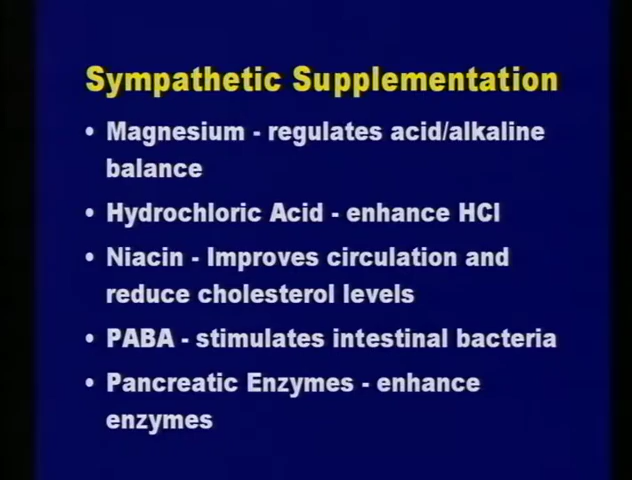 Sympathetic Supplementation
• Magnesium - regulates acid/alkaline
balance
• Hydrochloric Acid - enhance HCl
• Niacin - Improves circulation and
reduce cholesterol levels
• PABA - stimulates intestinal bacteria
• Pancreatic Enzymes - enhance
enzymes